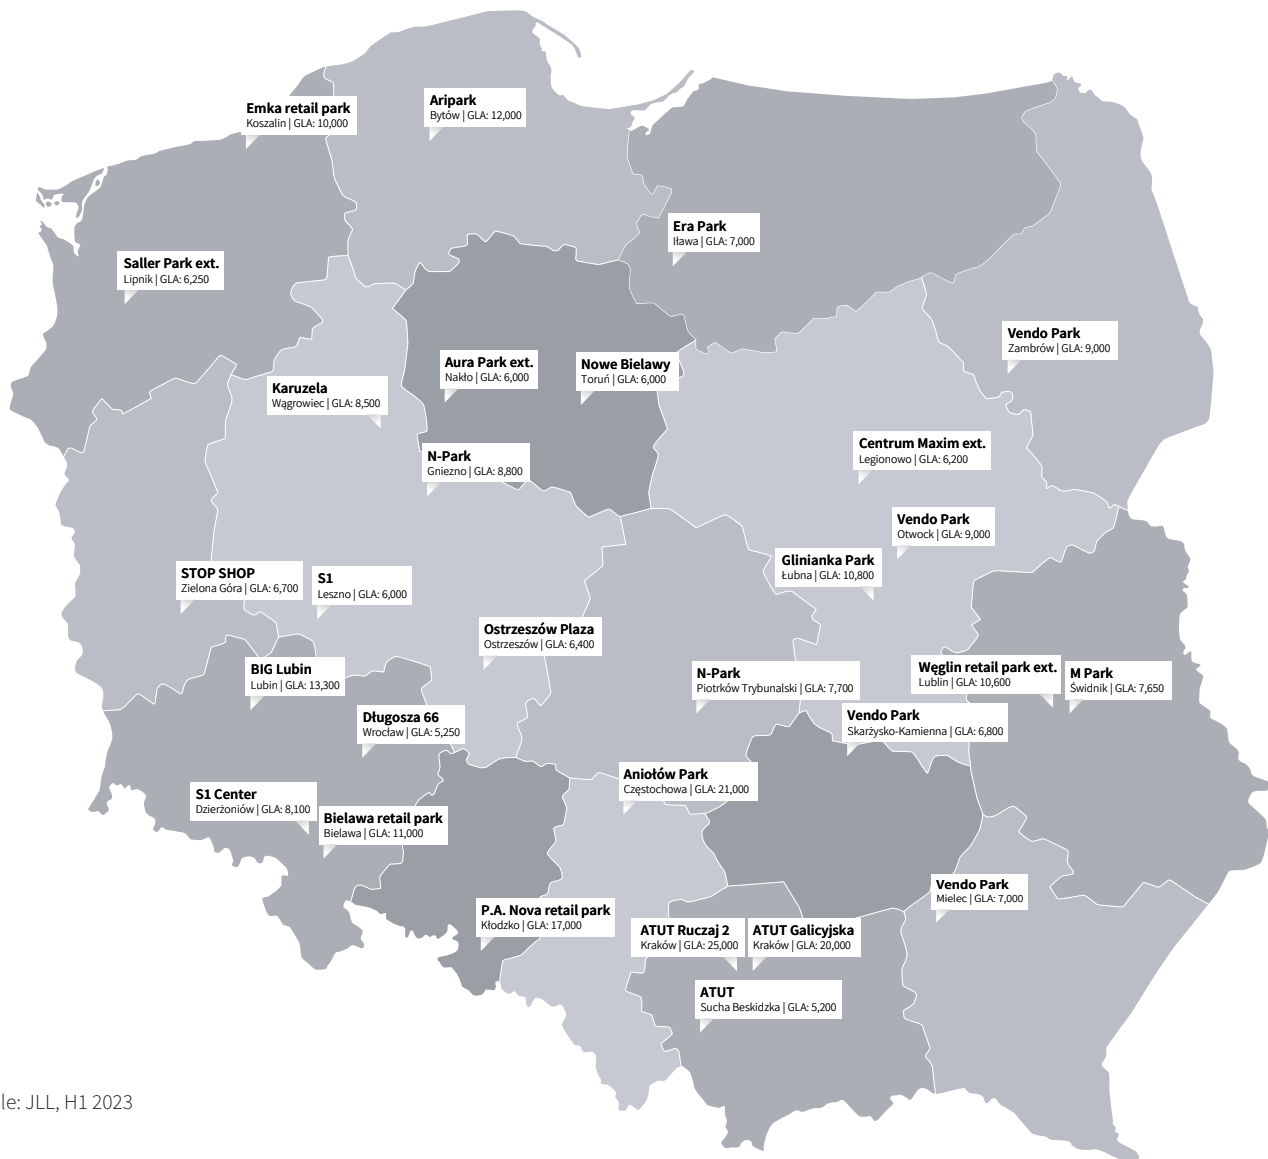 Emka retail park
Koszalin | GLA: 10,000
Aripark
Bytów | GLA: 12,000
Era Park
Iława | GLA: 7,000
Saller Park ext.
Lipnik | GLA: 6,250
Vendo Park
Zambrów | GLA: 9,000
Aura Park ext.
Nakło | GLA: 6,000
Nowe Bielawy
Toruń | GLA: 6,000
Karuzela
Wągrowiec | GLA: 8,500
Centrum Maxim ext.
Legionowo | GLA: 6,200
N-Park
Gniezno | GLA: 8,800
Vendo Park
Otwock | GLA: 9,000
Glinianka Park
Łubna | GLA: 10,800
STOP SHOP
Zielona Góra | GLA: 6,700
S1
Leszno | GLA: 6,000
Ostrzeszów Plaza
Ostrzeszów | GLA: 6,400
BIG Lubin
Lubin | GLA: 13,300
N-Park
Piotrków Trybunalski | GLA: 7,700
Węglin retail park ext.
Lublin | GLA: 10,600
M Park
Świdnik | GLA: 7,650
Długosza 66
Wrocław | GLA: 5,250
Vendo Park
Skarżysko-Kamienna | GLA: 6,800
Aniołów Park
Częstochowa | GLA: 21,000
S1 Center
Dzierżoniów | GLA: 8,100
Bielawa retail park
Bielawa | GLA: 11,000
Vendo Park
Mielec | GLA: 7,000
P.A. Nova retail park
Kłodzko | GLA: 17,000
ATUT Ruczaj 2
Kraków | GLA: 25,000
ATUT Galicyjska
Kraków | GLA: 20,000
ATUT
Sucha Beskidzka | GLA: 5,200
le: JLL, H1 2023